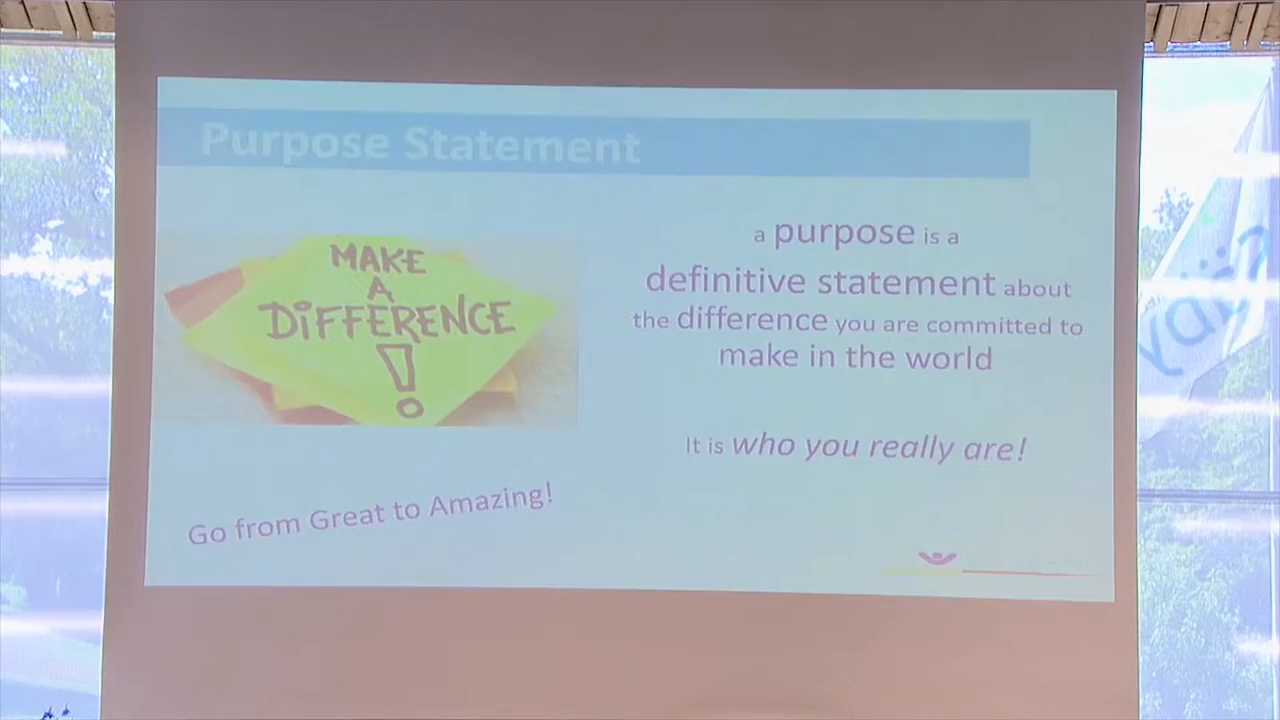 Purpose Statement
MAKE
A
DiFFERENCE
!
Go from Great to Amazing!
a purpose is a
definitive statement about
the difference you are committed to
make in the world
It is who you really are!